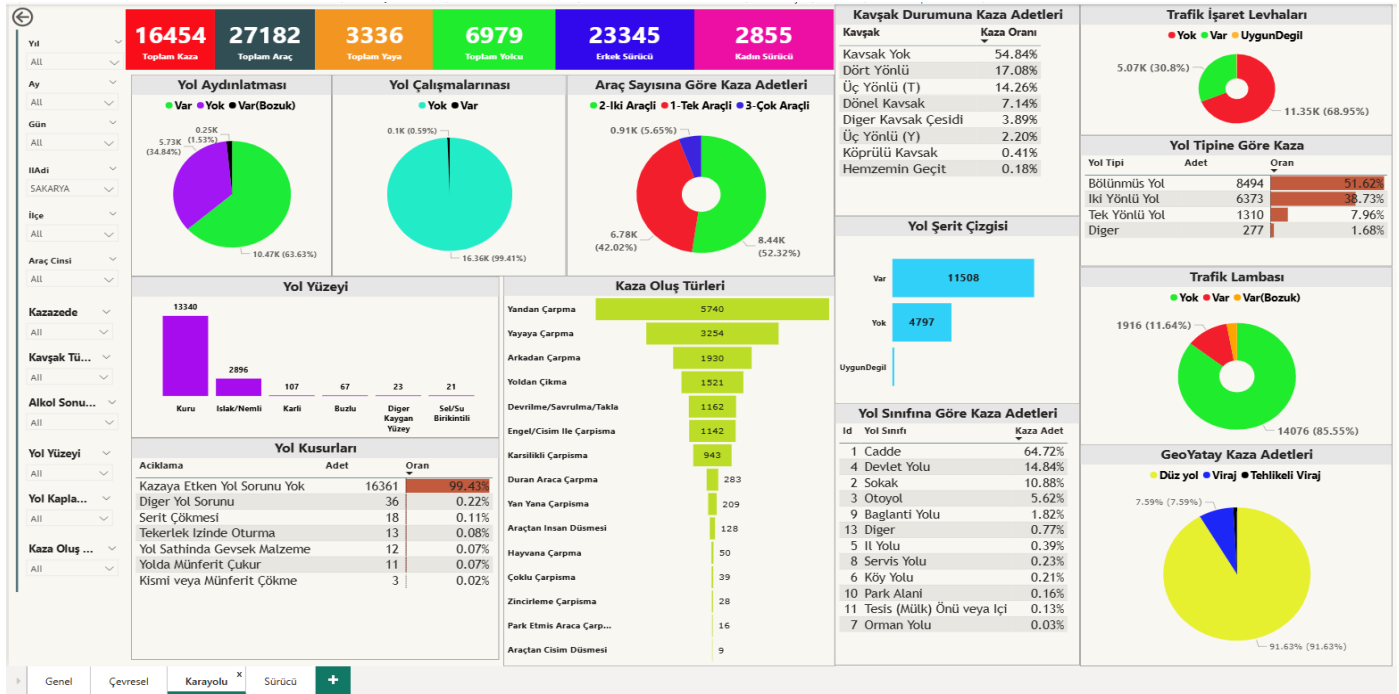 Yıl
All
Ay
All
Gün
All
IlAdi
SAKARYA
İlçe
All
Araç Cinsi
All
Kazazede
All
Kavşak Tü...
All
Alkol Sonu...
All
Yol Yüzeyi
All
Yol Kapla...
All
Kaza Oluş ...
All
16454
Toplam Kaza
27182
Toplam Araç
3336
Toplam Yaya
6979
Toplam Yolcu
23345
Erkek Sürücü
2855
Kadın Sürücü
Yol Aydınlatması
Var Yok Var(Bozuk)
0.25K
(1.53%)
5.73K
(34.84%)
10.47K (63.63%)
Yol Çalışmalarınası
Yok Var
0.1K (0.59%)
16.36K (99.41%)
Araç Sayısına Göre Kaza Adetleri
2-Iki Araçli 1-Tek Araçli 3-Çok Araçli
0.91K (5.65%)
6.78K
(42.02%)
8.44K
(52.32%)
Yol Yüzeyi
13340
2896
107
67
23
21
Kuru
Islak/Nemli
Karli
Buzlu
Diger
Kaygan
Yüzey
Sel/Su
Birikintili
Yol Kusurları
Aciklama Adet Oran
Kazaya Etken Yol Sorunu Yok 16361 99.43%
Diger Yol Sorunu 36 0.22%
Serit Çökmesi 18 0.11%
Tekerlek Izinde Oturma 13 0.08%
Yol Sathinda Gevsek Malzeme 12 0.07%
Yolda Münferit Çukur 11 0.07%
Kismi veya Münferit Çökme 3 0.02%
Kaza Oluş Türleri
Yandan Çarpma 5740
Yayaya Çarpma 3254
Arkadan Çarpma 1930
Yoldan Çikma 1521
Devrilme/Savrulma/Takla 1162
Engel/Cisim Ile Çarpisma 1142
Karsilikli Çarpisma 943
Duran Araca Çarpma 283
Yan Yana Çarpisma 209
Araçtan Insan Düsmesi 128
Hayvana Çarpma 50
Çoklu Çarpisma 39
Zincirleme Çarpisma 28
Park Etmis Araca Çarp... 16
Araçtan Cisim Düsmesi 9
Kavşak Durumuna Kaza Adetleri
Kavşak Kaza Oranı
Kavsak Yok 54.84%
Dört Yönlü 17.08%
Üç Yönlü (T) 14.26%
Dönel Kavsak 7.14%
Diger Kavsak Çesidi 3.89%
Üç Yönlü (Y) 2.20%
Köprülü Kavsak 0.41%
Hemzemin Geçit 0.18%
Yol Şerit Çizgisi
Var 11508
Yok 4797
UygunDegil
Yol Sınıfına Göre Kaza Adetleri
Id Yol Sınıfı Kaza Adet
1 Cadde 64.72%
4 Devlet Yolu 14.84%
2 Sokak 10.88%
3 Otoyol 5.62%
9 Baglanti Yolu 1.82%
13 Diger 0.77%
5 Il Yolu 0.39%
8 Servis Yolu 0.23%
6 Köy Yolu 0.21%
10 Park Alani 0.16%
11 Tesis (Mülk) Önü veya Içi 0.13%
7 Orman Yolu 0.03%
Trafik İşaret Levhaları
Yok Var UygunDegil
5.07K (30.8%)
11.35K (68.95%)
Yol Tipine Göre Kaza
Yol Tipi Adet Oran
Bölünmüs Yol 8494 51.62%
Iki Yönlü Yol 6373 38.73%
Tek Yönlü Yol 1310 7.96%
Diger 277 1.68%
Trafik Lambası
Yok Var Var(Bozuk)
1916 (11.64%)
14076 (85.55%)
GeoYatay Kaza Adetleri
Düz yol Viraj Tehlikeli Viraj
7.59% (7.59%)
91.63% (91.63%)
Genel Çevresel Karayolu x Sürücü +